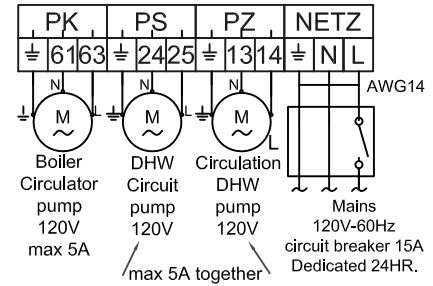 PK PS PZ NETZ
⏚ 61 63 ⏚ 24 25 ⏚ 13 14 ⏚ N L
N N N AWG14
⏚ M L ⏚ M L ⏚ M L
~ ~ ~
Boiler
Circulator
pump
120V
max 5A
DHW
Circuit
pump
120V
Circulation
DHW
pump
120V
max 5A together
Mains
120V-60Hz
circuit breaker 15A
Dedicated 24HR.